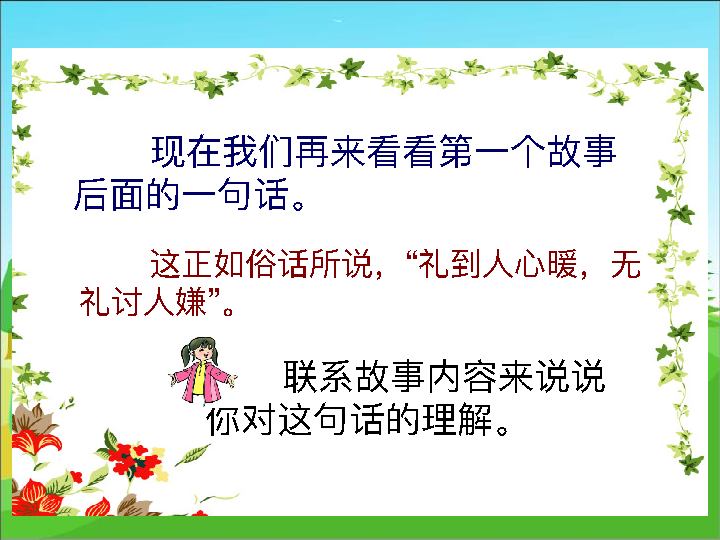 现在我们再来看看第一个故事
后面的一句话。
这正如俗话所说，“礼到人心暖，无
礼讨人嫌”。
联系故事内容来说说
你对这句话的理解。